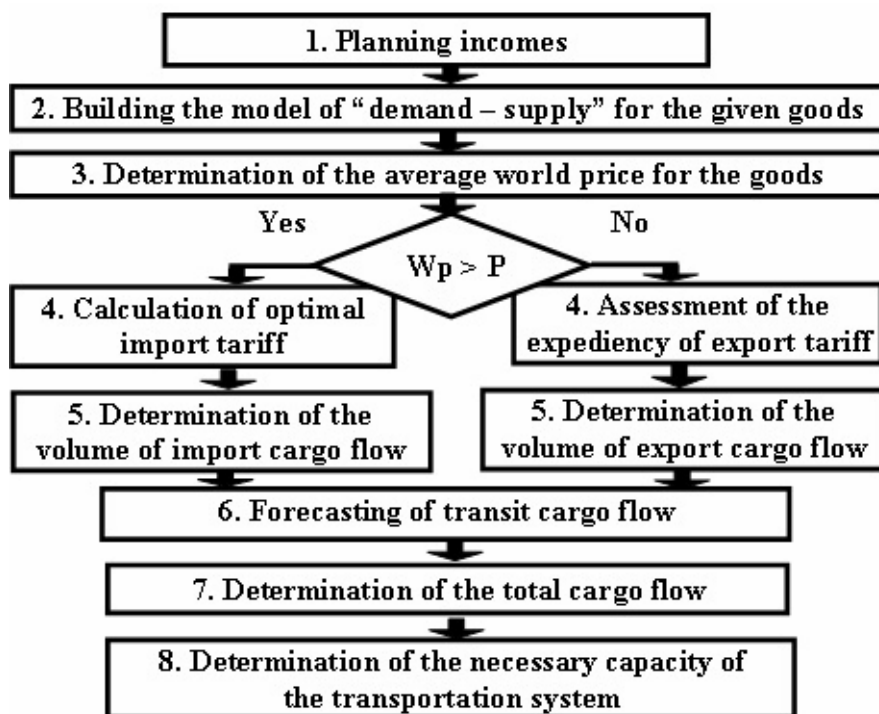 1. Planning incomes
2. Building the model of “demand – supply” for the given goods
3. Determination of the average world price for the goods
Yes
No
Wp > P
4. Calculation of optimal
import tariff
4. Assessment of the
expediency of export tariff
5. Determination of the
volume of import cargo flow
5. Determination of the
volume of export cargo flow
6. Forecasting of transit cargo flow
7. Determination of the total cargo flow
8. Determination of the necessary capacity of
the transportation system